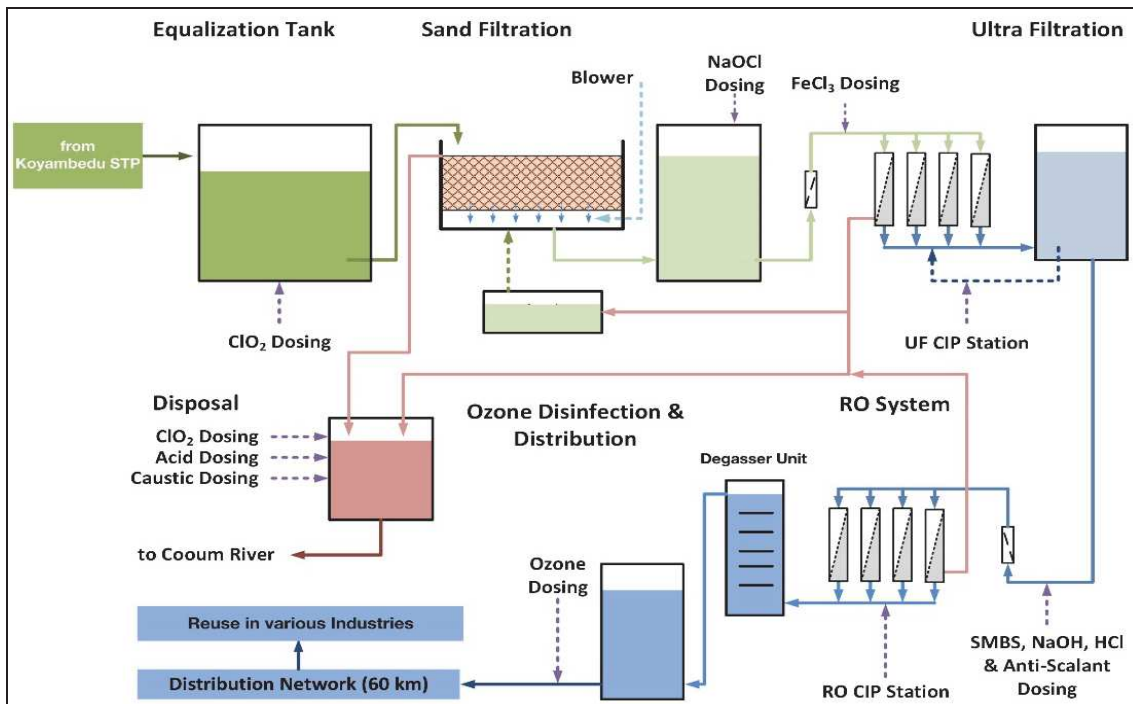 Equalization Tank
Sand Filtration
Ultra Filtration
Blower
NaOCl
Dosing
FeCl₃ Dosing
from
Koyambedu STP
ClO₂ Dosing
UF CIP Station
Disposal
ClO₂ Dosing
Acid Dosing
Caustic Dosing
Ozone Disinfection &
Distribution
RO System
Degasser Unit
to Cooum River
Ozone
Dosing
Reuse in various Industries
Distribution Network (60 km)
RO CIP Station
SMBS, NaOH, HCl
& Anti-Scalant
Dosing